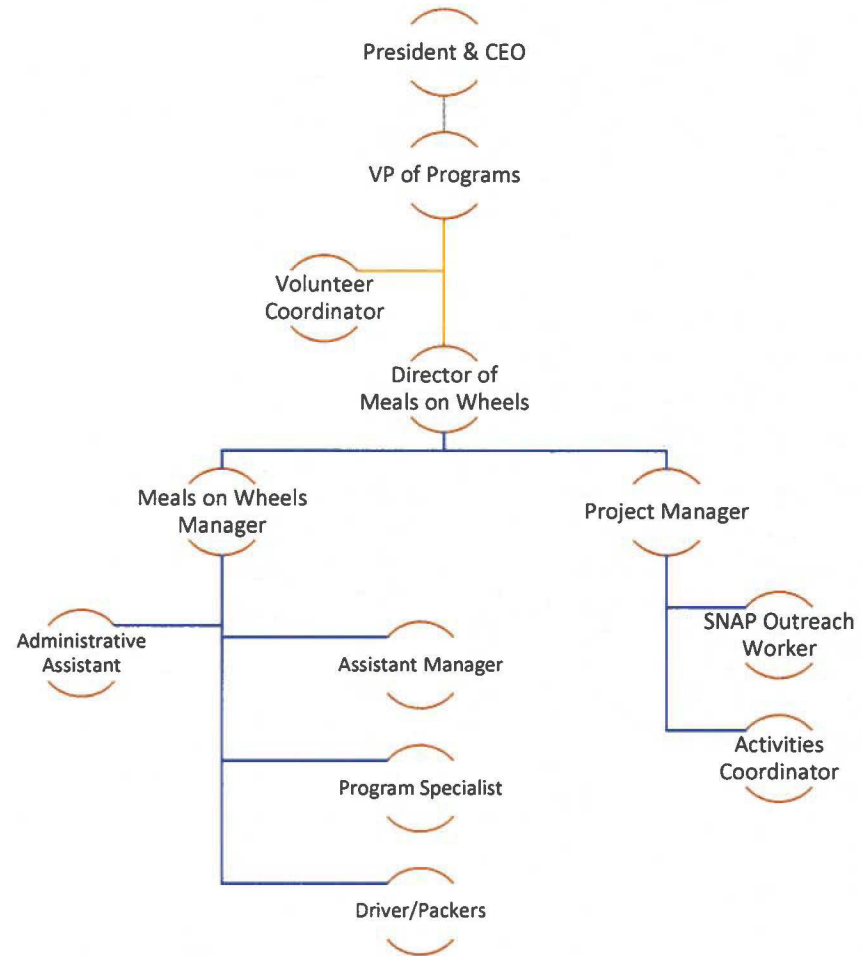 President & CEO
VP of Programs
Volunteer
Coordinator
Director of
Meals on Wheels
Meals on Wheels
Manager
Project Manager
Administrative
Assistant
Assistant Manager
SNAP Outreach
Worker
Program Specialist
Activities
Coordinator
Driver/Packers